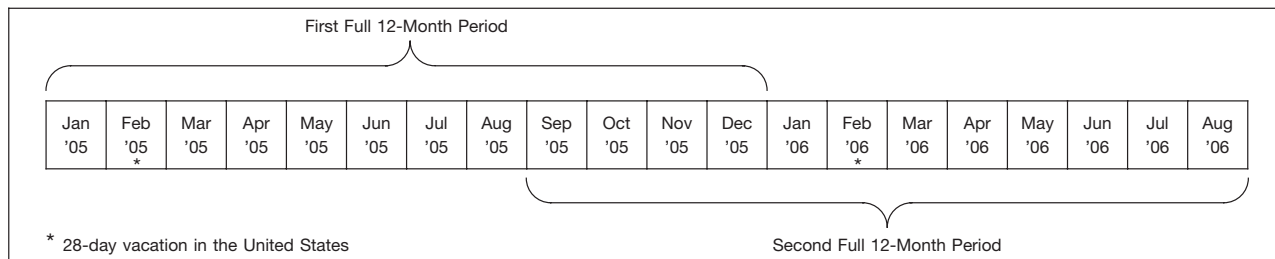 First Full 12-Month Period
Jan Feb Mar Apr May Jun Jul Aug Sep Oct Nov Dec Jan Feb Mar Apr May Jun Jul Aug
'05 '05 '05 '05 '05 '05 '05 '05 '05 '05 '05 '05 '06 '06 '06 '06 '06 '06 '06 '06
* *
* 28-day vacation in the United States
Second Full 12-Month Period